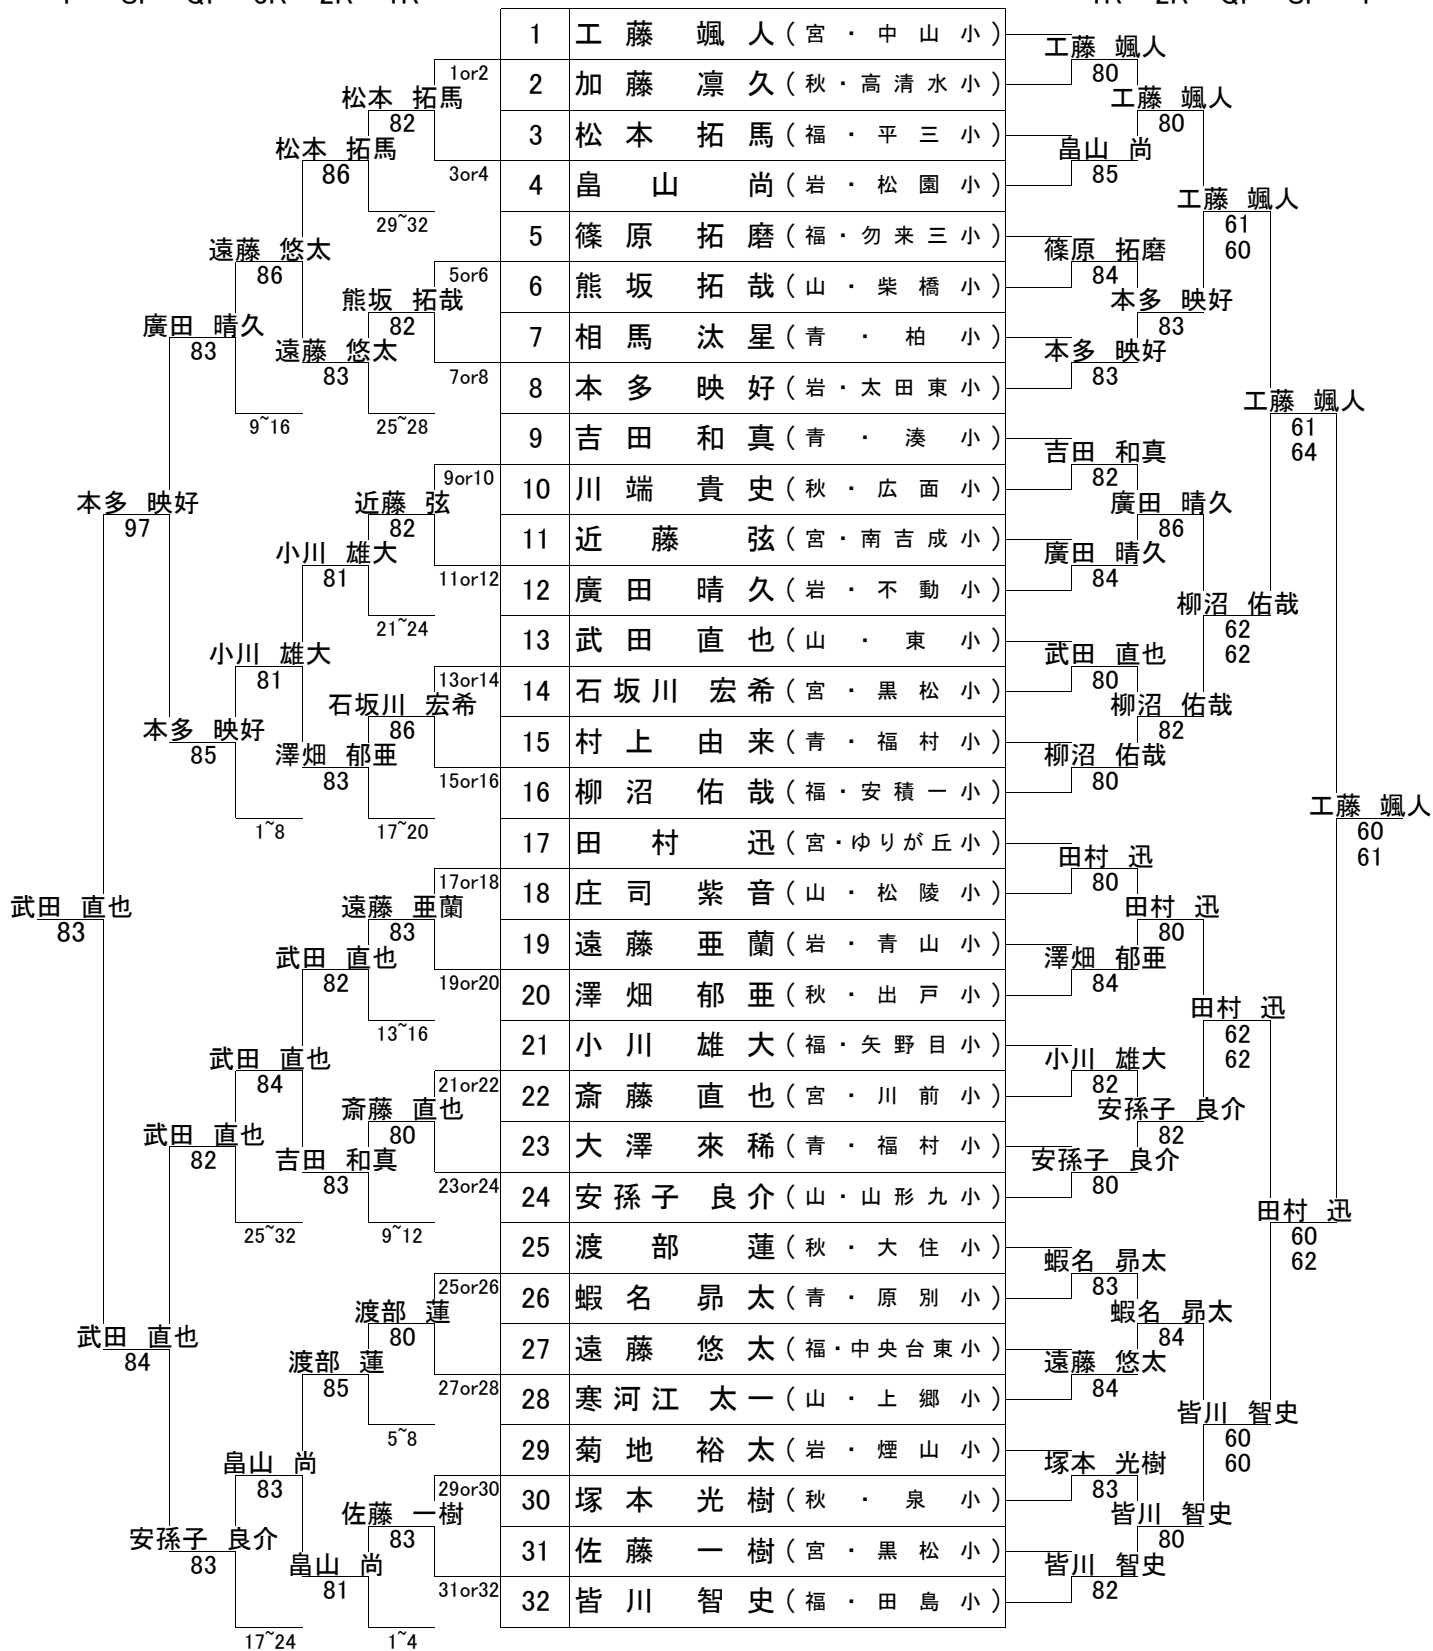 1 工藤 颯人 (宮・中山小)
2 加藤 凛久 (秋・高清水小)
3 松本 拓馬 (福・平三小)
4 畠山 尚 (岩・松園小)
5 篠原 拓磨 (福・勿来三小)
6 熊坂 拓哉 (山・柴橋小)
7 相馬 汰星 (青・柏小)
8 本多 映好 (岩・太田東小)
9 吉田 和真 (青・湊小)
10 川端 貴史 (秋・広面小)
11 近藤 弦 (宮・南吉成小)
12 廣田 晴久 (岩・不動小)
13 武田 直也 (山・東小)
14 石坂川 宏希 (宮・黒松小)
15 村上 由来 (青・福村小)
16 柳沼 佑哉 (福・安積一小)
17 田村 迅 (宮・ゆりが丘小)
18 庄司 紫音 (山・松陵小)
19 遠藤 亜蘭 (岩・青山小)
20 澤畑 郁亜 (秋・出戸小)
21 小川 雄大 (福・矢野目小)
22 斎藤 直也 (宮・川前小)
23 大澤 來稀 (青・福村小)
24 安孫子 良介 (山・山形九小)
25 渡部 蓮 (秋・大住小)
26 蝦名 昴太 (青・原別小)
27 遠藤 悠太 (福・中央台東小)
28 寒河江 太一 (山・上郷小)
29 菊地 裕太 (岩・煙山小)
30 塚本 光樹 (秋・泉小)
31 佐藤 一樹 (宮・黒松小)
32 皆川 智史 (福・田島小)
工藤 颯人
80
畠山 尚
85
篠原 拓磨
84
本多 映好
83
吉田 和真
82
廣田 晴久
84
武田 直也
80
柳沼 佑哉
80
田村 迅
80
澤畑 郁亜
84
小川 雄大
82
安孫子 良介
80
蝦名 昴太
83
遠藤 悠太
84
塚本 光樹
83
皆川 智史
82
工藤 颯人
80
本多 映好
83
廣田 晴久
86
柳沼 佑哉
82
田村 迅
80
安孫子 良介
82
蝦名 昴太
84
皆川 智史
80
工藤 颯人
61
60
柳沼 佑哉
62
62
田村 迅
62
62
皆川 智史
60
60
工藤 颯人
61
64
田村 迅
60
62
工藤 颯人
60
61
1or2
3or4
5or6
7or8
9or10
11or12
13or14
15or16
17or18
19or20
21or22
23or24
25or26
27or28
29or30
31or32
松本 拓馬
82
29~32
熊坂 拓哉
82
25~28
近藤 弦
82
21~24
石坂川 宏希
86
17~20
遠藤 亜蘭
83
13~16
斎藤 直也
80
9~12
渡部 蓮
80
5~8
佐藤 一樹
83
1~4
松本 拓馬
86
遠藤 悠太
83
小川 雄大
81
澤畑 郁亜
83
武田 直也
82
吉田 和真
83
渡部 蓮
85
畠山 尚
81
遠藤 悠太
86
9~16
小川 雄大
81
1~8
武田 直也
84
25~32
畠山 尚
83
17~24
廣田 晴久
83
本多 映好
85
武田 直也
82
安孫子 良介
83
本多 映好
97
武田 直也
84
武田 直也
83